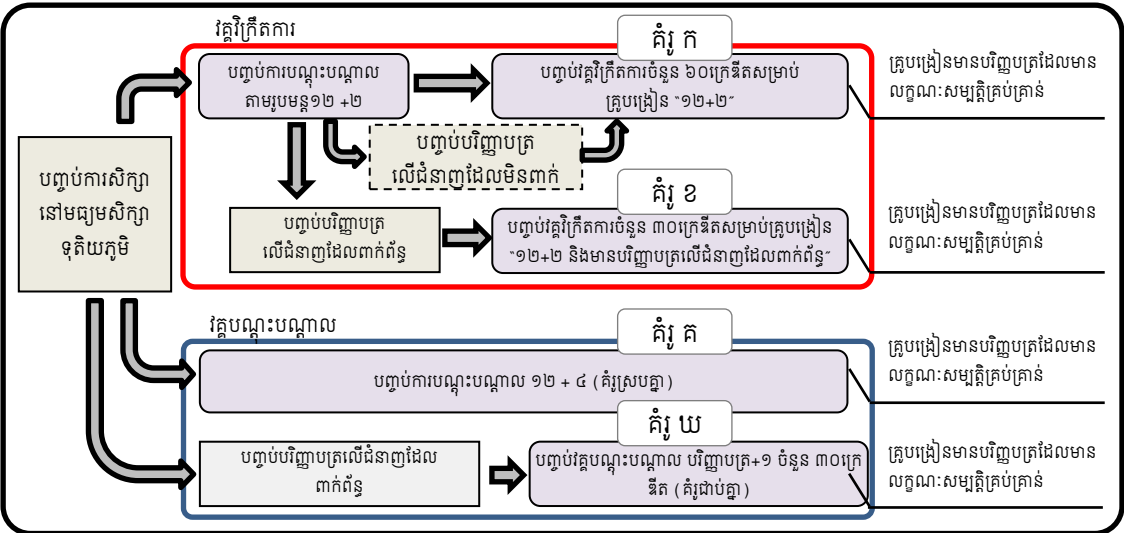 វគ្គវិក្រឹតការ
គំរូ ក
បញ្ចប់ការបណ្តុះបណ្តាល
តាមរូបមន្ត១២ +២
បញ្ចប់វគ្គវិក្រឹតការចំនួន ៦០ក្រេឌីតសម្រាប់
គ្រូបង្រៀន “១២+២”
គ្រូបង្រៀនមានបរិញ្ញបត្រដែលមាន
លក្ខណៈសម្បត្តិគ្រប់គ្រាន់
បញ្ចប់បរិញ្ញាបត្រ
លើជំនាញដែលមិនពាក់
បញ្ចប់ការសិក្សា
នៅមធ្យមសិក្សា
ទុតិយភូមិ
គំរូ ខ
បញ្ចប់បរិញ្ញាបត្រ
លើជំនាញដែលពាក់ព័ន្ធ
បញ្ចប់វគ្គវិក្រឹតការចំនួន ៣០ក្រេឌីតសម្រាប់គ្រូបង្រៀន
“១២+២ និងមានបរិញ្ញាបត្រលើជំនាញដែលពាក់ព័ន្ធ”
គ្រូបង្រៀនមានបរិញ្ញបត្រដែលមាន
លក្ខណៈសម្បត្តិគ្រប់គ្រាន់
វគ្គបណ្តុះបណ្តាល
គំរូ គ
បញ្ចប់ការបណ្តុះបណ្តាល ១២ + ៤ (គំរូស្របគ្នា)
គ្រូបង្រៀនមានបរិញ្ញបត្រដែលមាន
លក្ខណៈសម្បត្តិគ្រប់គ្រាន់
គំរូ ឃ
បញ្ចប់បរិញ្ញាបត្រលើជំនាញដែល
ពាក់ព័ន្ធ
បញ្ចប់វគ្គបណ្តុះបណ្តាល បរិញ្ញាបត្រ+១ ចំនួន ៣០ក្រេ
ឌីត (គំរូជាប់គ្នា)
គ្រូបង្រៀនមានបរិញ្ញបត្រដែលមាន
លក្ខណៈសម្បត្តិគ្រប់គ្រាន់